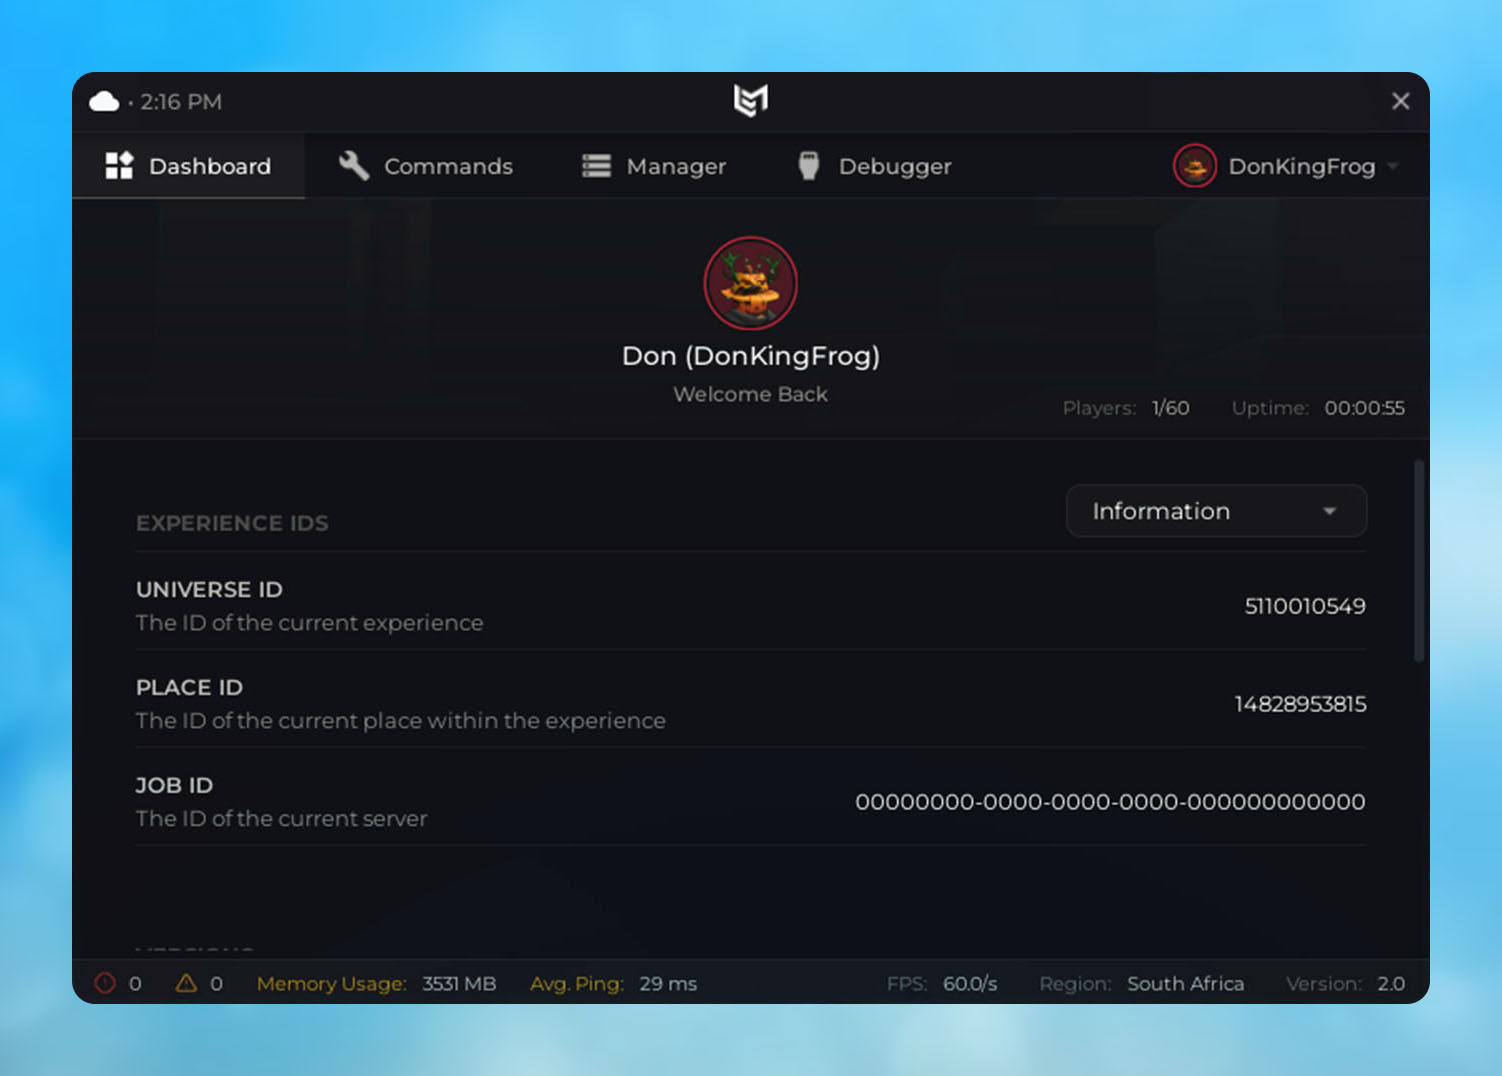 2:16 PM
Dashboard
Commands
Manager
Debugger
DonKingFrog
Don (DonKingFrog)
Welcome Back
Players: 1/60
Uptime: 00:00:55
EXPERIENCE IDS
Information
UNIVERSE ID
The ID of the current experience
5110010549
PLACE ID
The ID of the current place within the experience
14828953815
JOB ID
The ID of the current server
00000000-0000-0000-0000-000000000000
0
0
Memory Usage: 3531 MB
Avg. Ping: 29 ms
FPS: 60.0/s
Region: South Africa
Version: 2.0